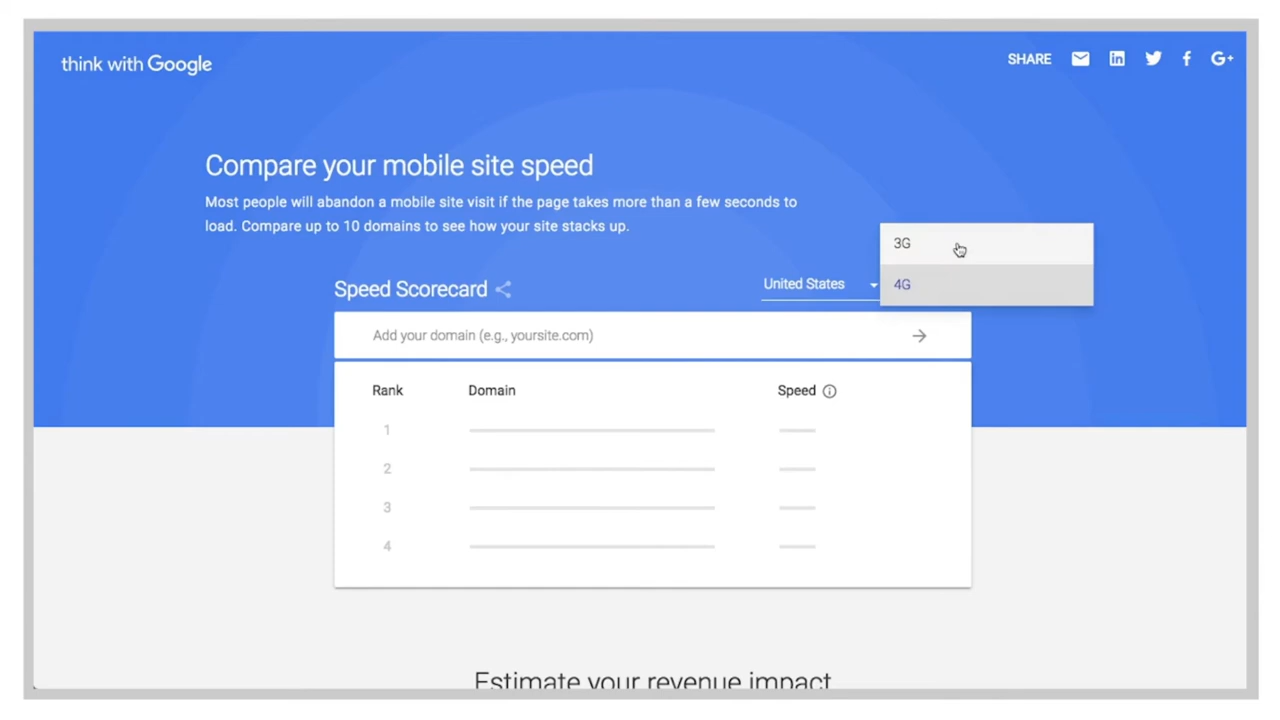 think with Google
SHARE
G+
Compare your mobile site speed
Most people will abandon a mobile site visit if the page takes more than a few seconds to
load. Compare up to 10 domains to see how your site stacks up.
3G
4G
Speed Scorecard
United States
Add your domain (e.g., yoursite.com)
Rank Domain Speed
1
2
3
4
Estimate your revenue impact